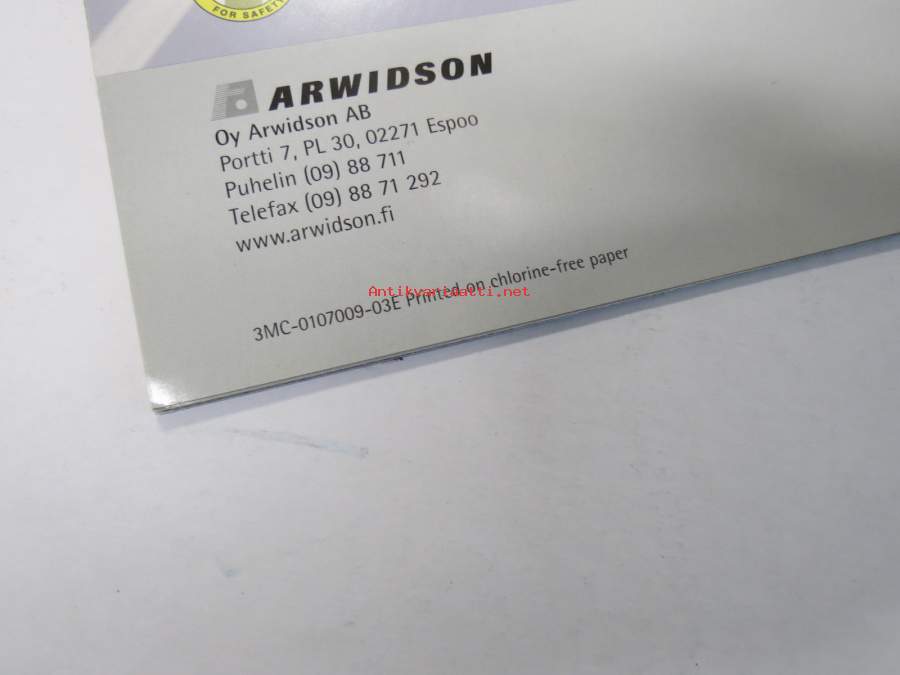 FOR SAFETY
ARWIDSON
Oy Arwidson AB
Portti 7, PL 30, 02271 Espoo
Puhelin (09) 88 711
Telefax (09) 88 71 292
www.arwidson.fi
3MC-0107009-03E Printed on chlorine-free paper
Antikvariaatti.net